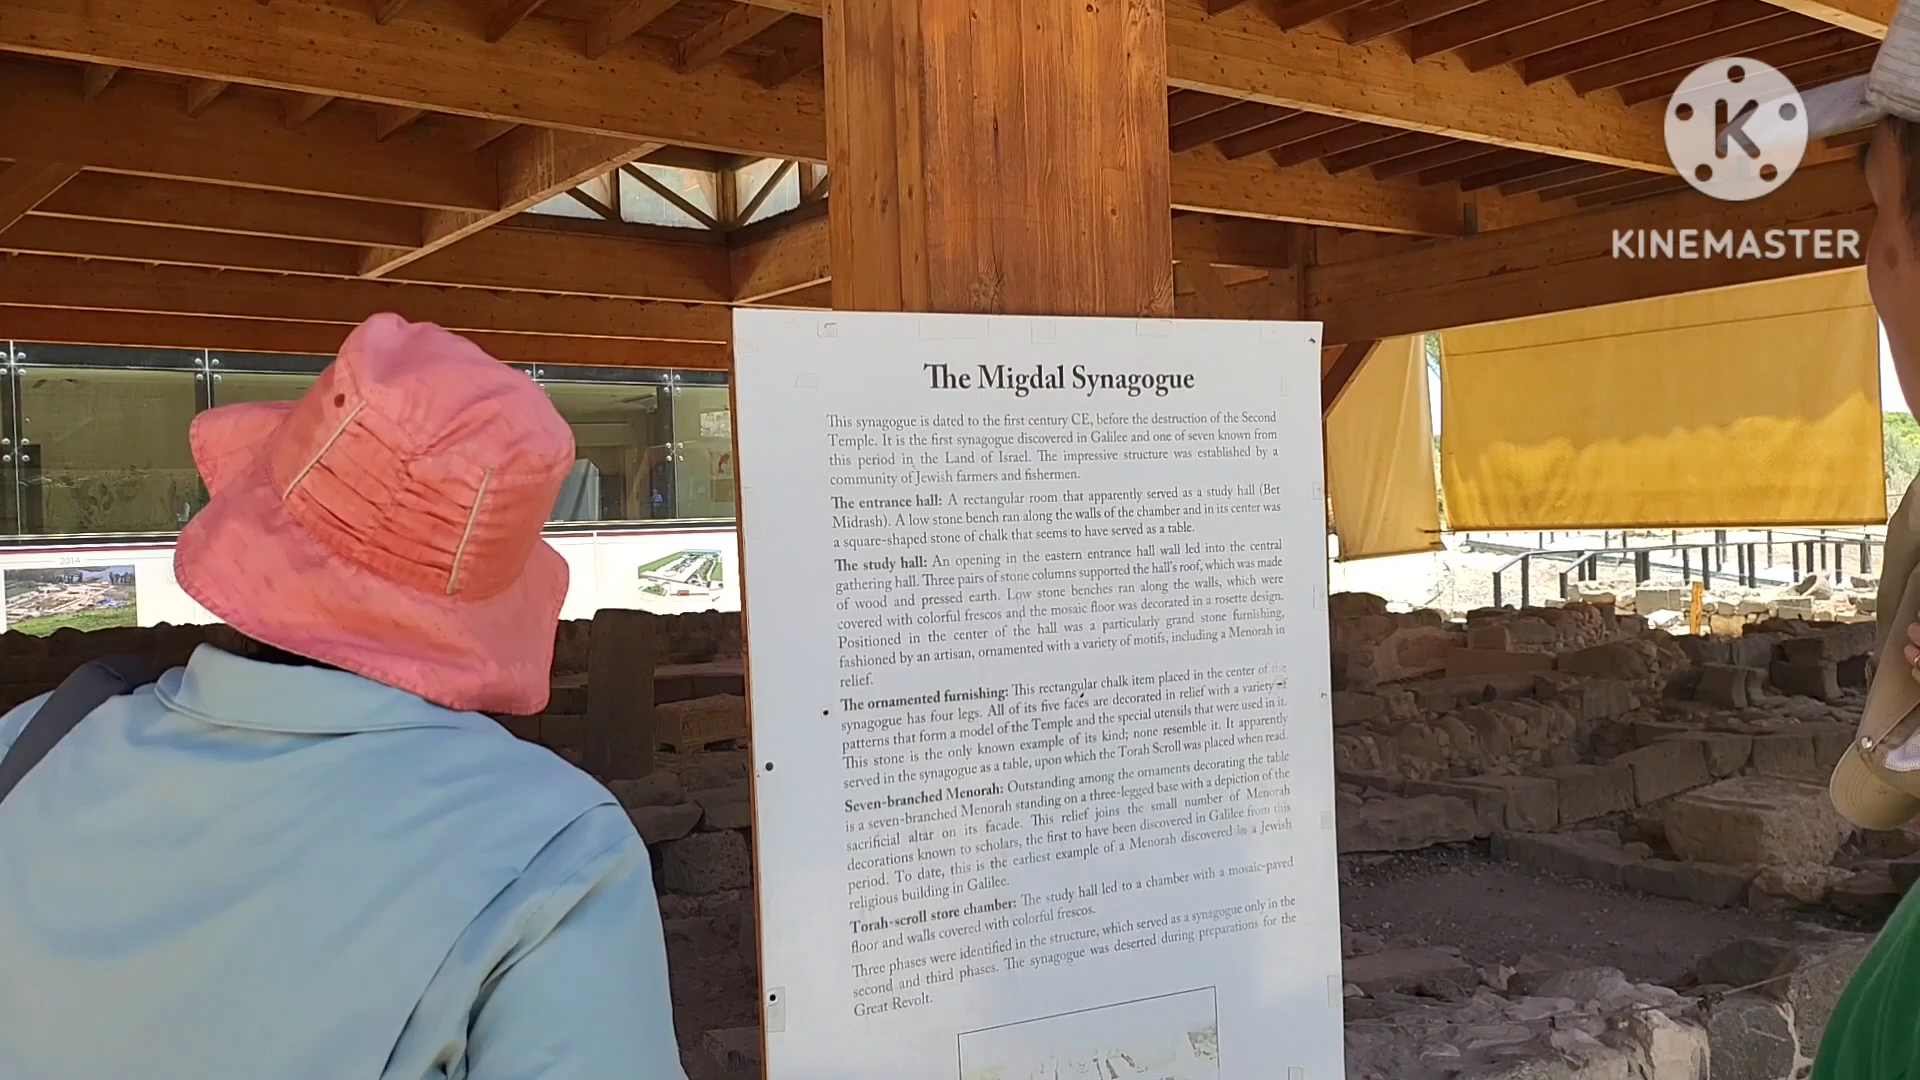 K
KINEMASTER
The Migdal Synagogue
This synagogue is dated to the first century CE, before the destruction of the Second
Temple. It is the first synagogue discovered in Galilee and one of seven known from
this period in the Land of Israel. The impressive structure was established by a
community of Jewish farmers and fishermen.
The entrance hall: A rectangular room that apparently served as a study hall (Bet
Midrash). A low stone bench ran along the walls of the chamber and in its center was
a square-shaped stone of chalk that seems to have served as a table.
The study hall: An opening in the eastern entrance hall wall led into the central
gathering hall. Three pairs of stone columns supported the hall's roof, which was made
of wood and pressed earth. Low stone benches ran along the walls, which were
covered with colorful frescos and the mosaic floor was decorated in a rosette design.
Positioned in the center of the hall was a particularly grand stone furnishing,
fashioned by an artisan, ornamented with a variety of motifs, including a Menorah in
relief.
The ornamented furnishing: This rectangular chalk item placed in the center of the
synagogue has four legs. All of its five faces are decorated in relief with a variety of
patterns that form a model of the Temple and the special utensils that were used in it.
This stone is the only known example of its kind; none resemble it. It apparently
served in the synagogue as a table, upon which the Torah Scroll was placed when read.
Seven-branched Menorah: Outstanding among the ornaments decorating the table
is a seven-branched Menorah standing on a three-legged base with a depiction of the
sacrificial altar on its facade. This relief joins the small number of Menorah
decorations known to scholars, the first to have been discovered in Galilee from this
period. To date, this is the earliest example of a Menorah discovered in a Jewish
religious building in Galilee.
Torah-scroll store chamber: The study hall led to a chamber with a mosaic-paved
floor and walls covered with colorful frescos.
Three phases were identified in the structure, which served as a synagogue only in the
second and third phases. The synagogue was deserted during preparations for the
Great Revolt.
2014